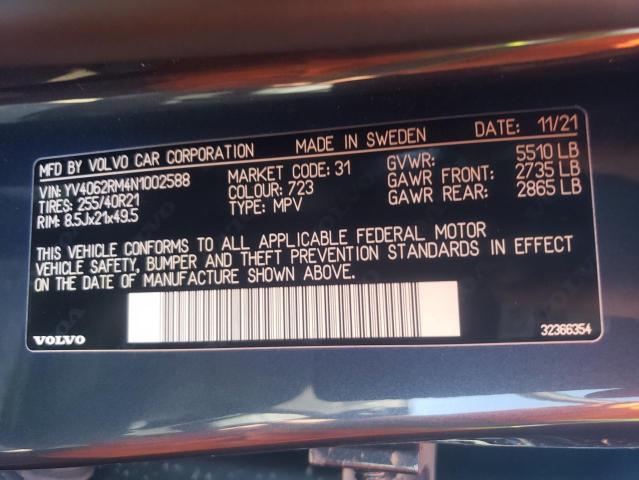 MFD BY VOLVO CAR CORPORATION MADE IN SWEDEN DATE: 11/21
VIN: YV4062RM4N1002588 MARKET CODE: 31 GVWR: 5510 LB
TIRES: 255/40R21 COLOUR: 723 GAWR FRONT: 2735 LB
RIM: 8.5Jx21x49.5 TYPE: MPV GAWR REAR: 2865 LB
THIS VEHICLE CONFORMS TO ALL APPLICABLE FEDERAL MOTOR
VEHICLE SAFETY, BUMPER AND THEFT PREVENTION STANDARDS IN EFFECT
ON THE DATE OF MANUFACTURE SHOWN ABOVE.
VOLVO 32366354